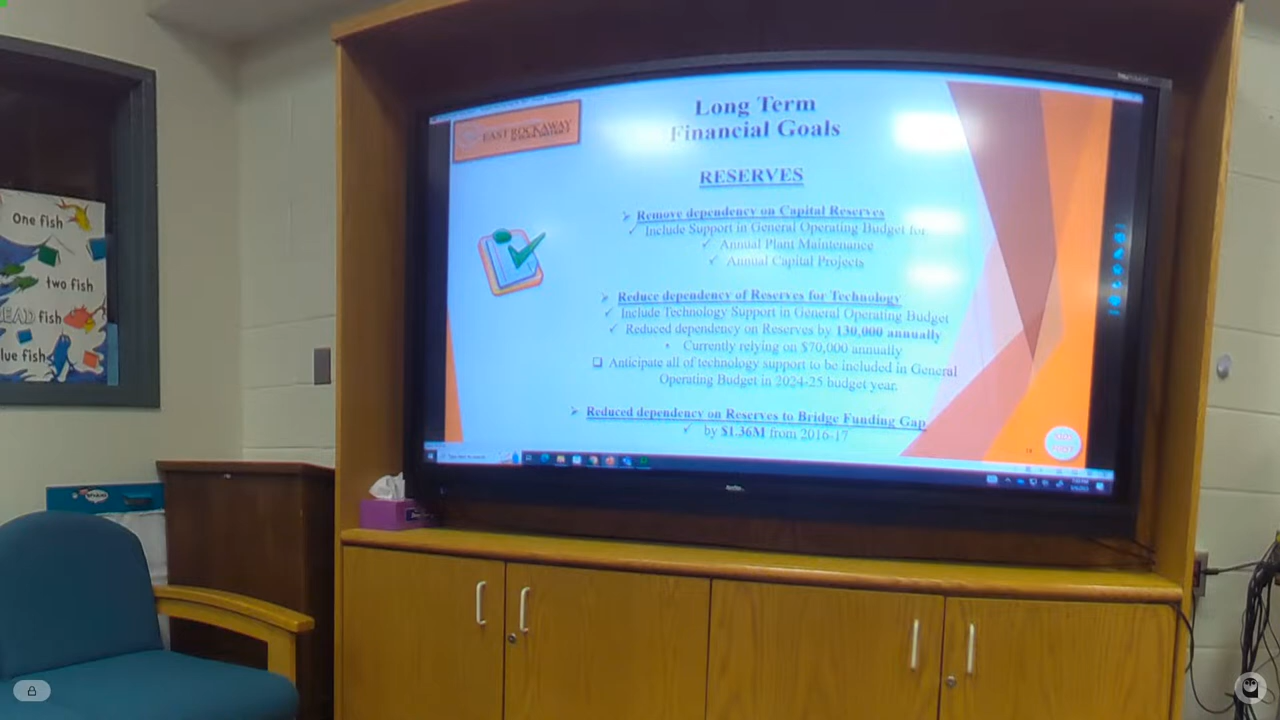 One fish
two fish
READ fish
lue fish
EAST ROCKAWAY
Long Term
Financial Goals
RESERVES
➢ Remove dependency on Capital Reserves
✓ Include Support in General Operating Budget for
✓ Annual Plant Maintenance
✓ Annual Capital Projects
➢ Reduce dependency of Reserves for Technology
✓ Include Technology Support in General Operating Budget
✓ Reduced dependency on Reserves by 130,000 annually
• Currently relying on $70,000 annually
❑ Anticipate all of technology support to be included in General
Operating Budget in 2024-25 budget year.
➢ Reduced dependency on Reserves to Bridge Funding Gap
✓ by $1.36M from 2016-17